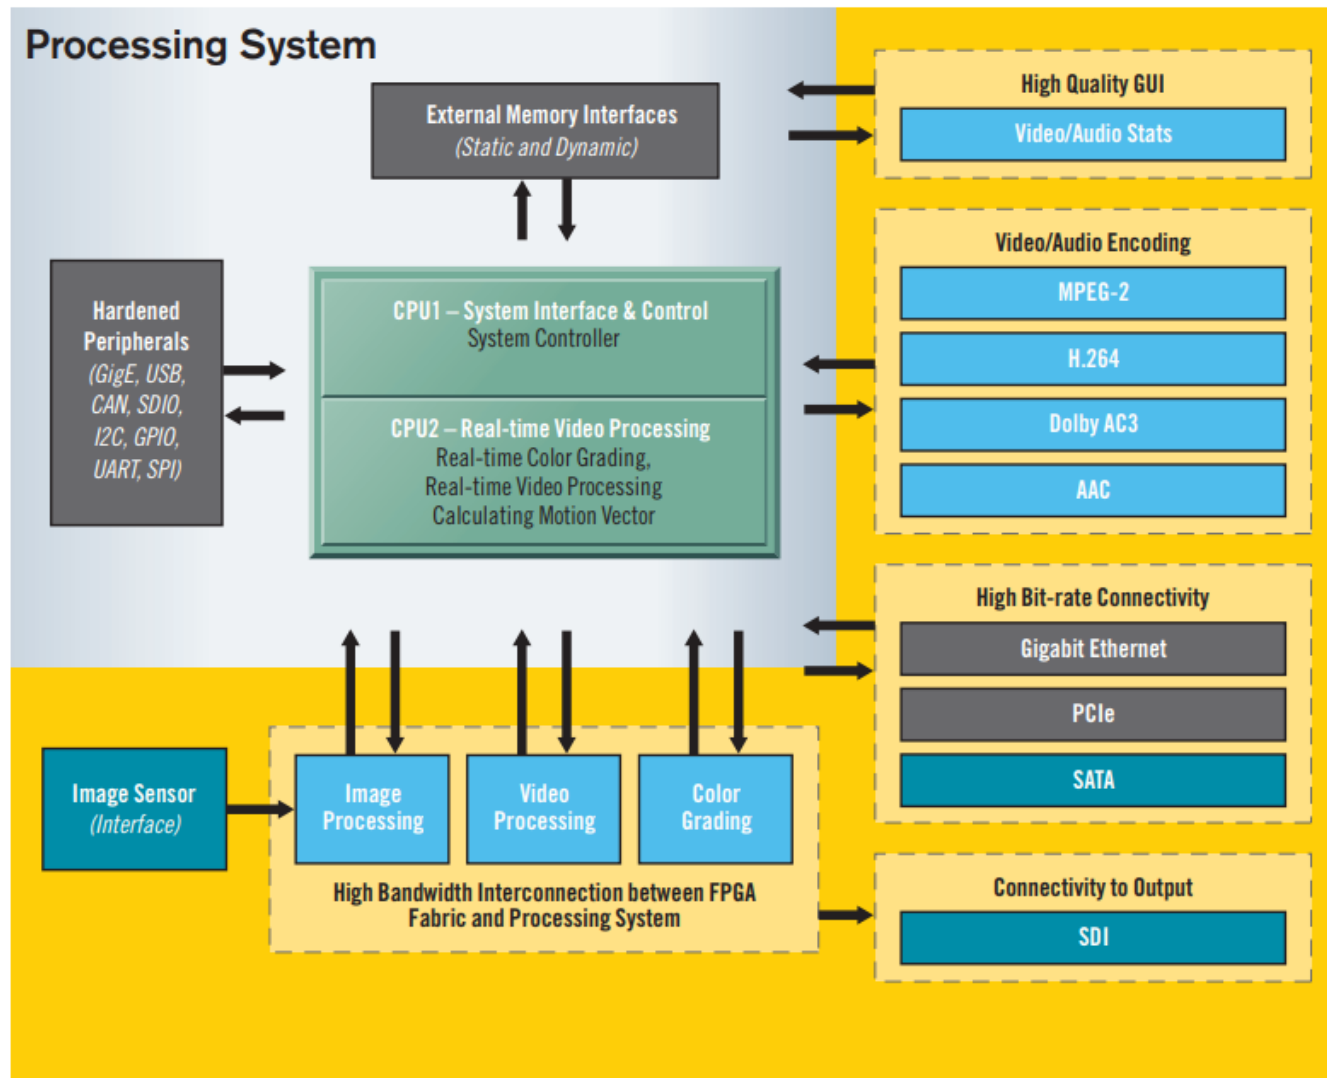 Processing System
External Memory Interfaces
(Static and Dynamic)
High Quality GUI
Video/Audio Stats
Hardened
Peripherals
(GigE, USB,
CAN, SDIO,
I2C, GPIO,
UART, SPI)
CPU1 – System Interface & Control
System Controller
CPU2 – Real-time Video Processing
Real-time Color Grading,
Real-time Video Processing
Calculating Motion Vector
Video/Audio Encoding
MPEG-2
H.264
Dolby AC3
AAC
High Bit-rate Connectivity
Gigabit Ethernet
PCIe
SATA
Image Sensor
(Interface)
Image
Processing
Video
Processing
Color
Grading
High Bandwidth Interconnection between FPGA
Fabric and Processing System
Connectivity to Output
SDI